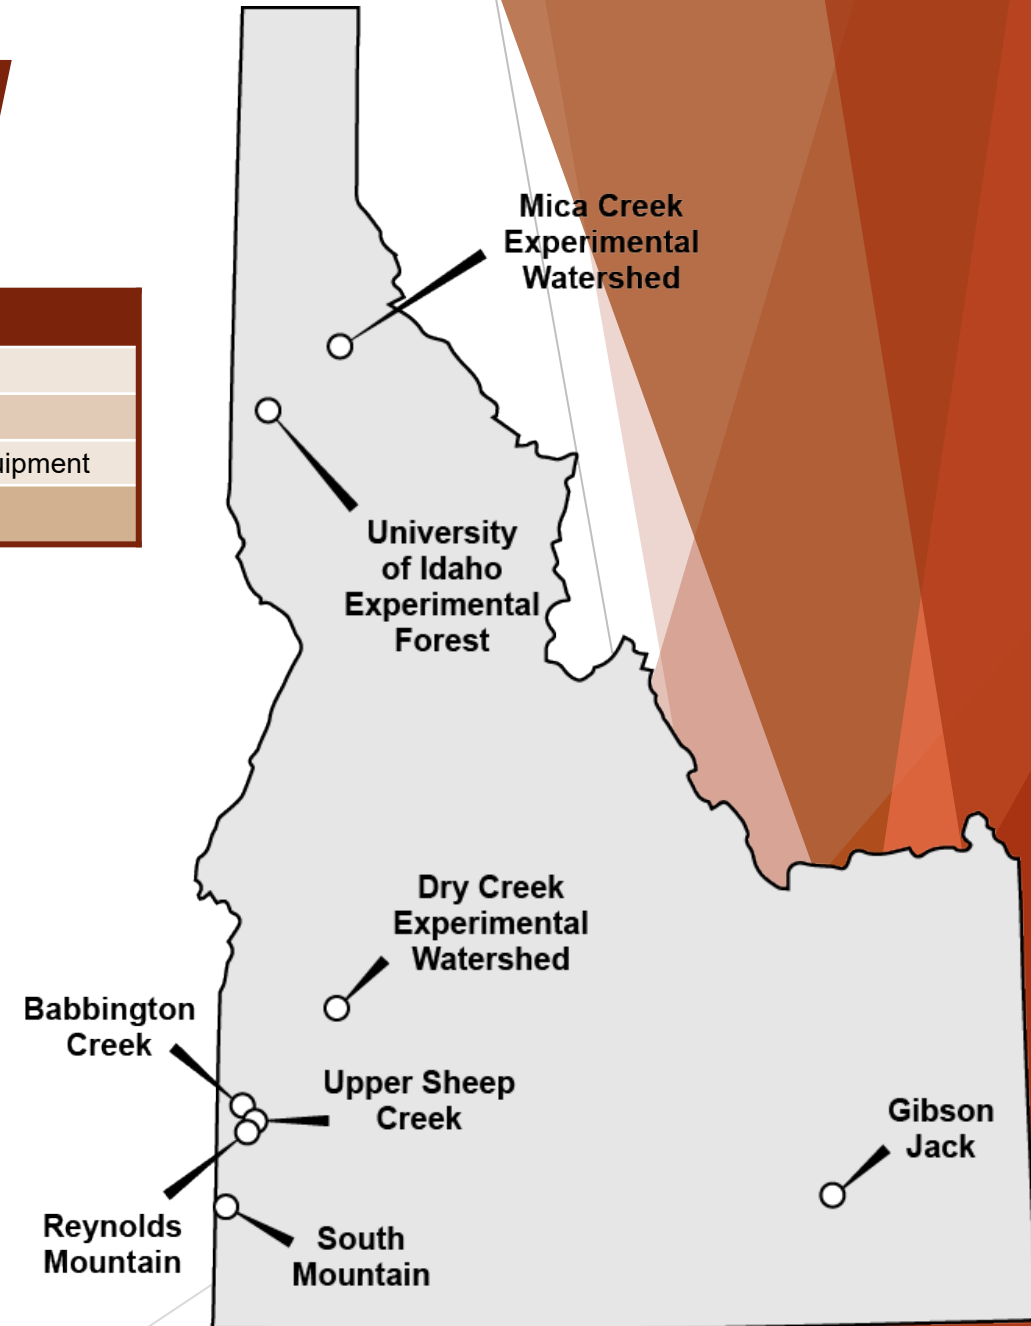 Mica Creek
Experimental
Watershed
uipment
University
of Idaho
Experimental
Forest
Dry Creek
Experimental
Watershed
Babbington
Creek
Upper Sheep
Creek
Gibson
Jack
Reynolds
Mountain
South
Mountain